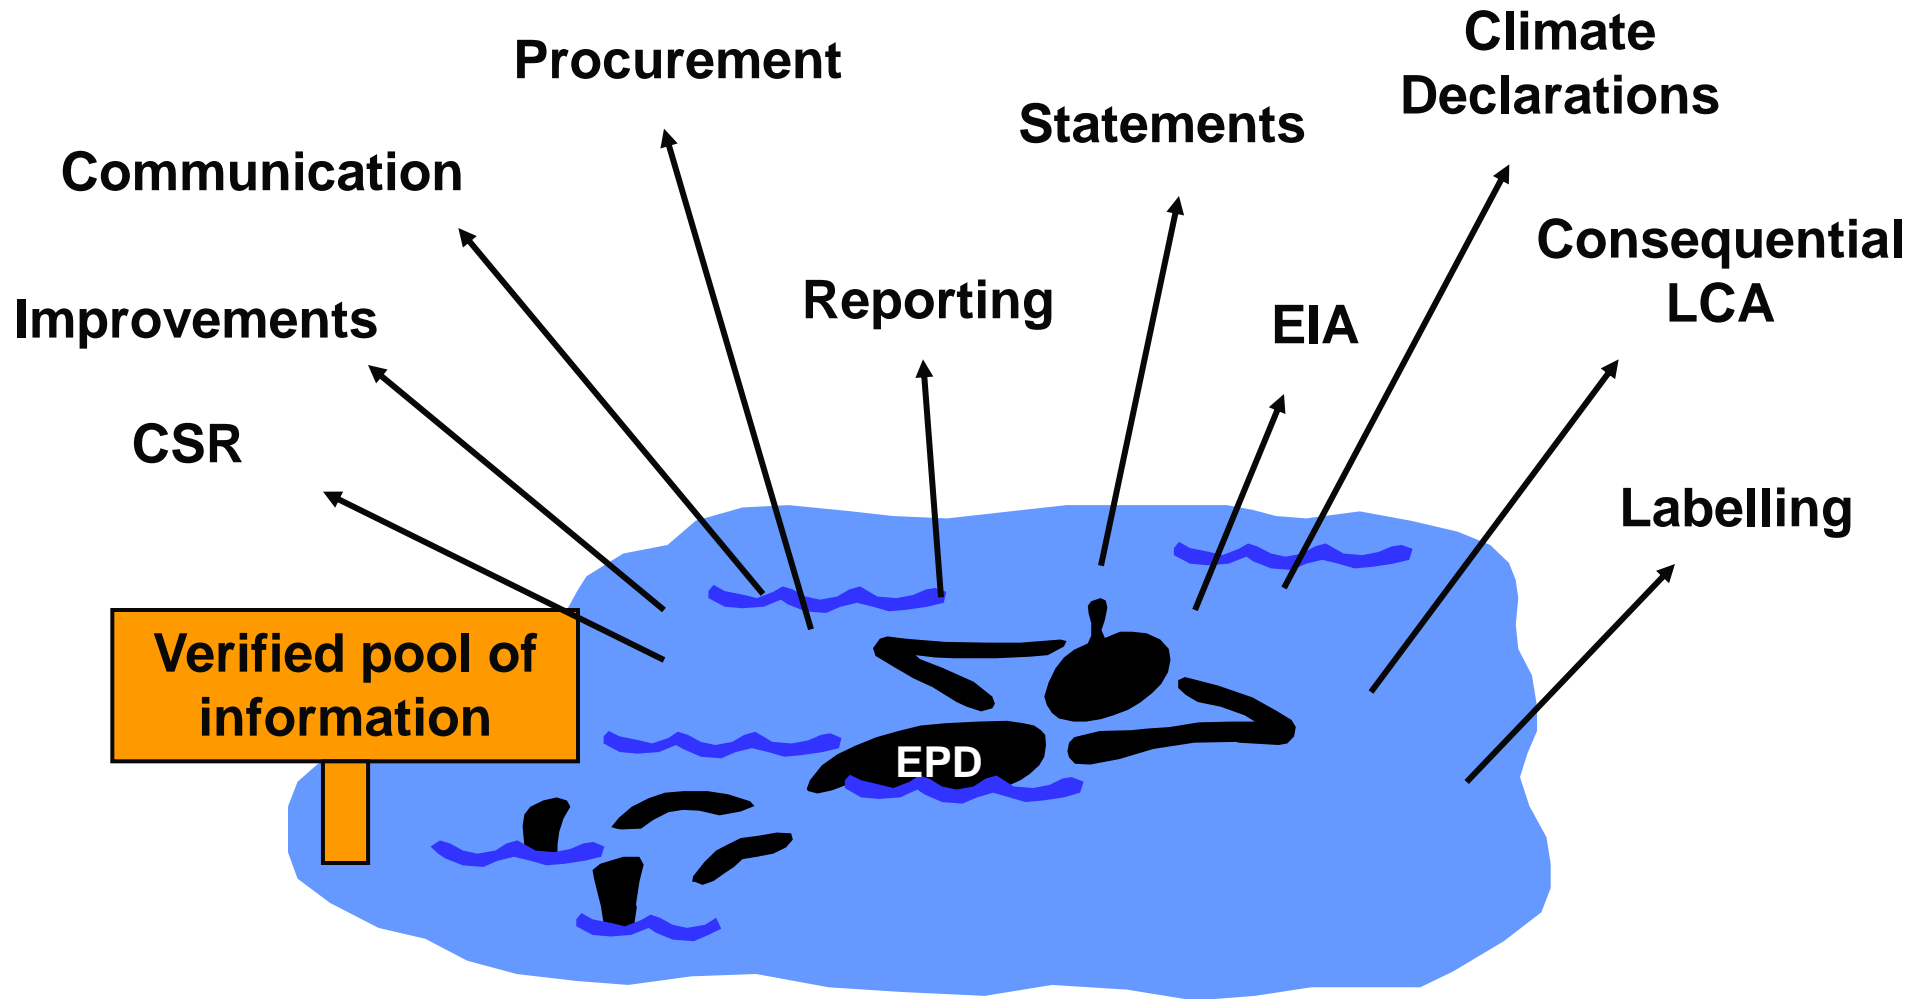 Climate
Declarations
Procurement
Statements
Communication
Consequential
LCA
Reporting
EIA
Improvements
CSR
Labelling
Verified pool of
information
EPD